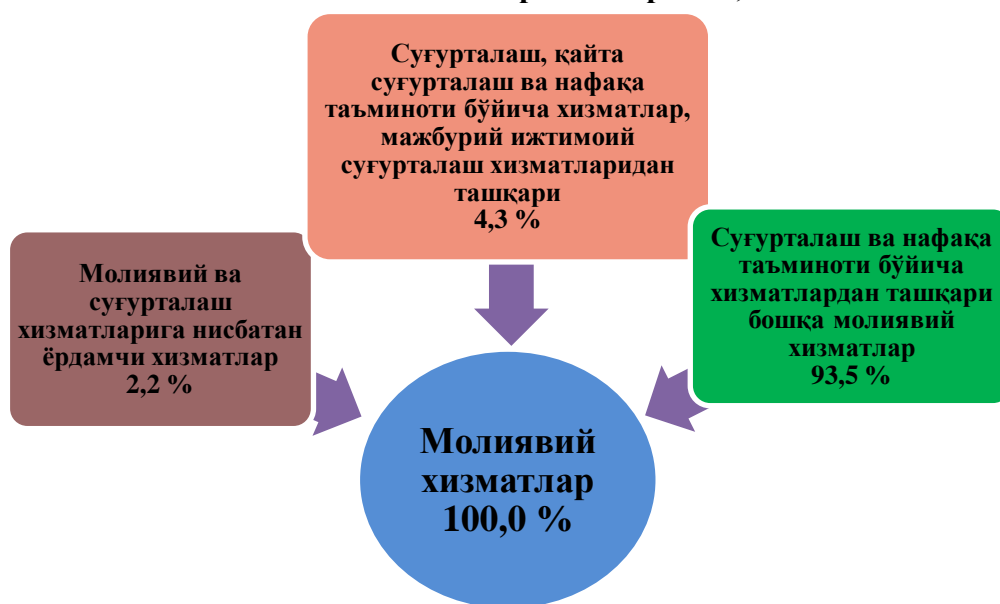 Суғурталаш, қайта
суғурталаш ва нафақа
таъминоти бўйича хизматлар,
мажбурий ижтимоий
суғурталаш хизматларидан
ташқари
4,3 %
Молиявий ва
суғурталаш
хизматларига нисбатан
ёрдамчи хизматлар
2,2 %
Суғурталаш ва нафақа
таъминоти бўйича
хизматлардан ташқари
бошқа молиявий
хизматлар
93,5 %
Молиявий
хизматлар
100,0 %